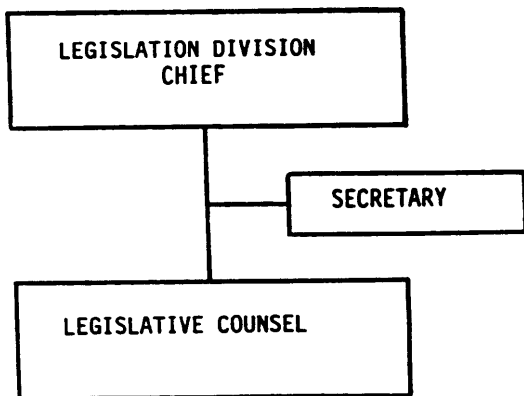 LEGISLATION DIVISION
CHIEF
SECRETARY
LEGISLATIVE COUNSEL